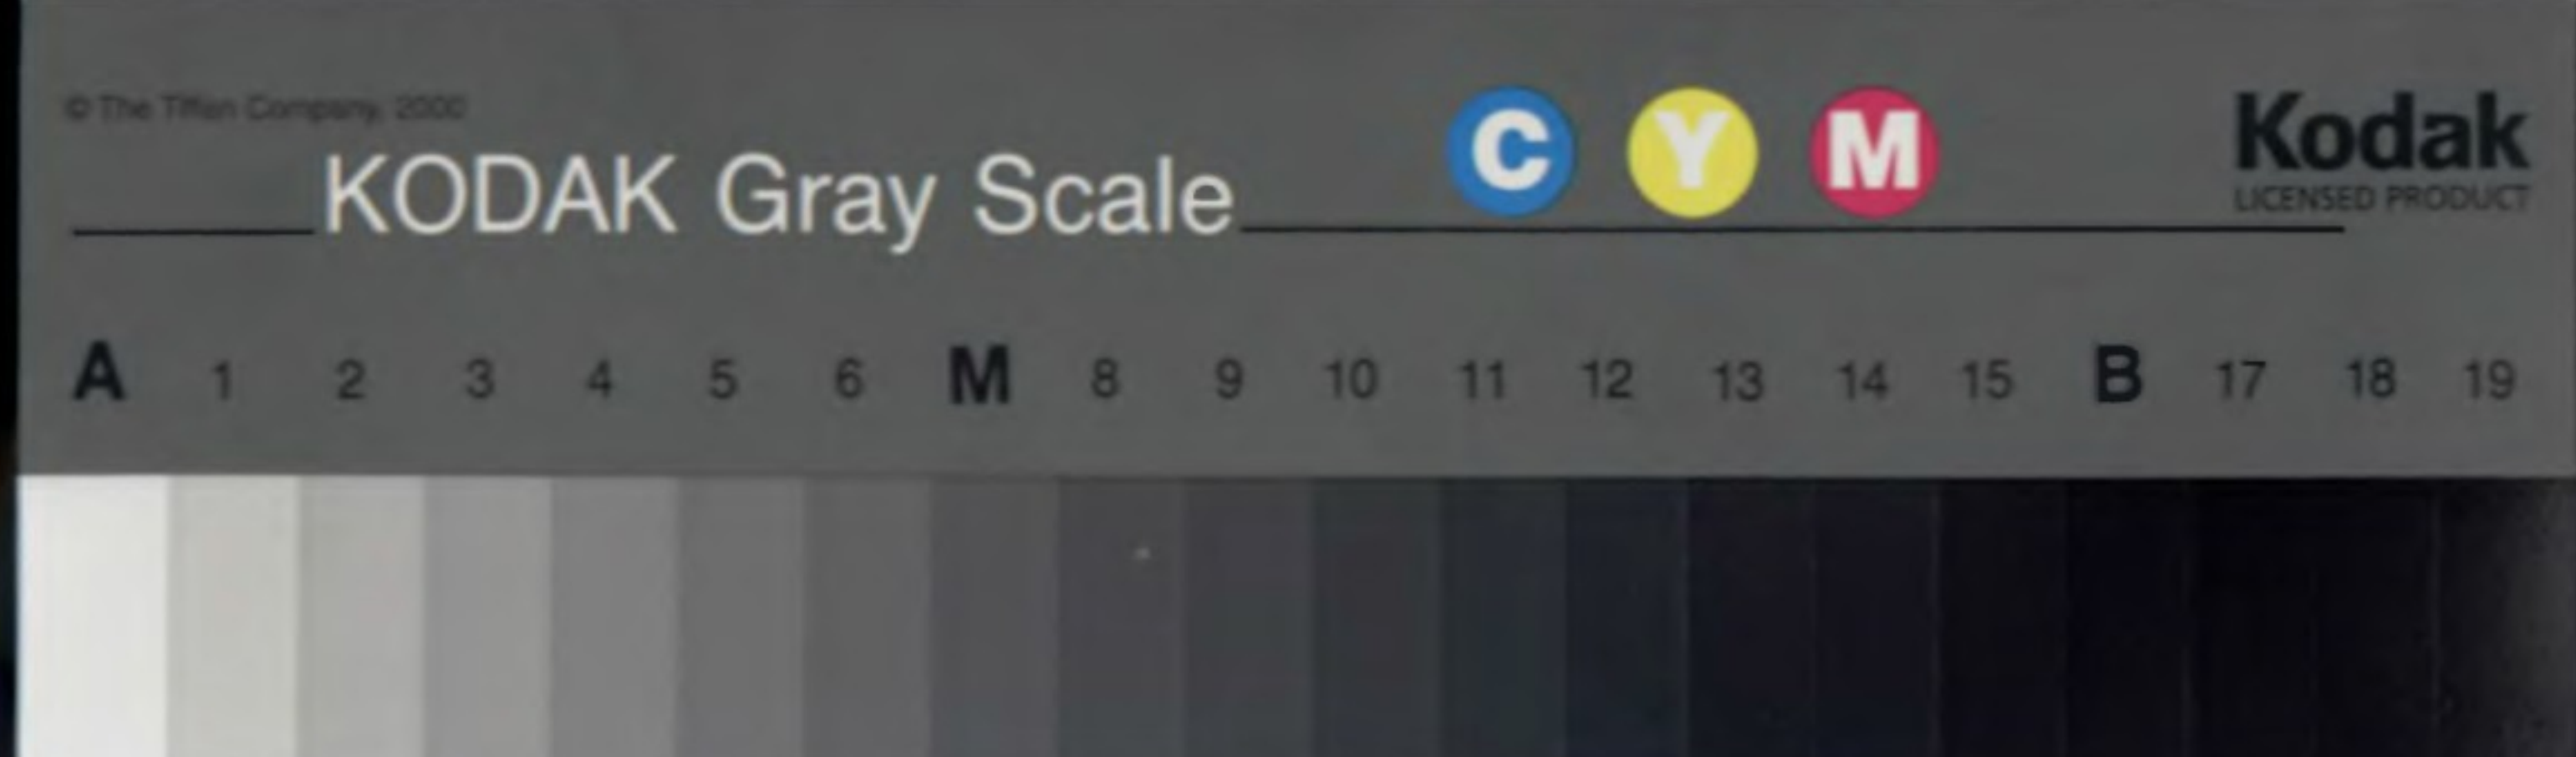 © The Tiffen Company, 2000
KODAK Gray Scale
C Y M
Kodak
LICENSED PRODUCT
A 1 2 3 4 5 6 M 8 9 10 11 12 13 14 15 B 17 18 19